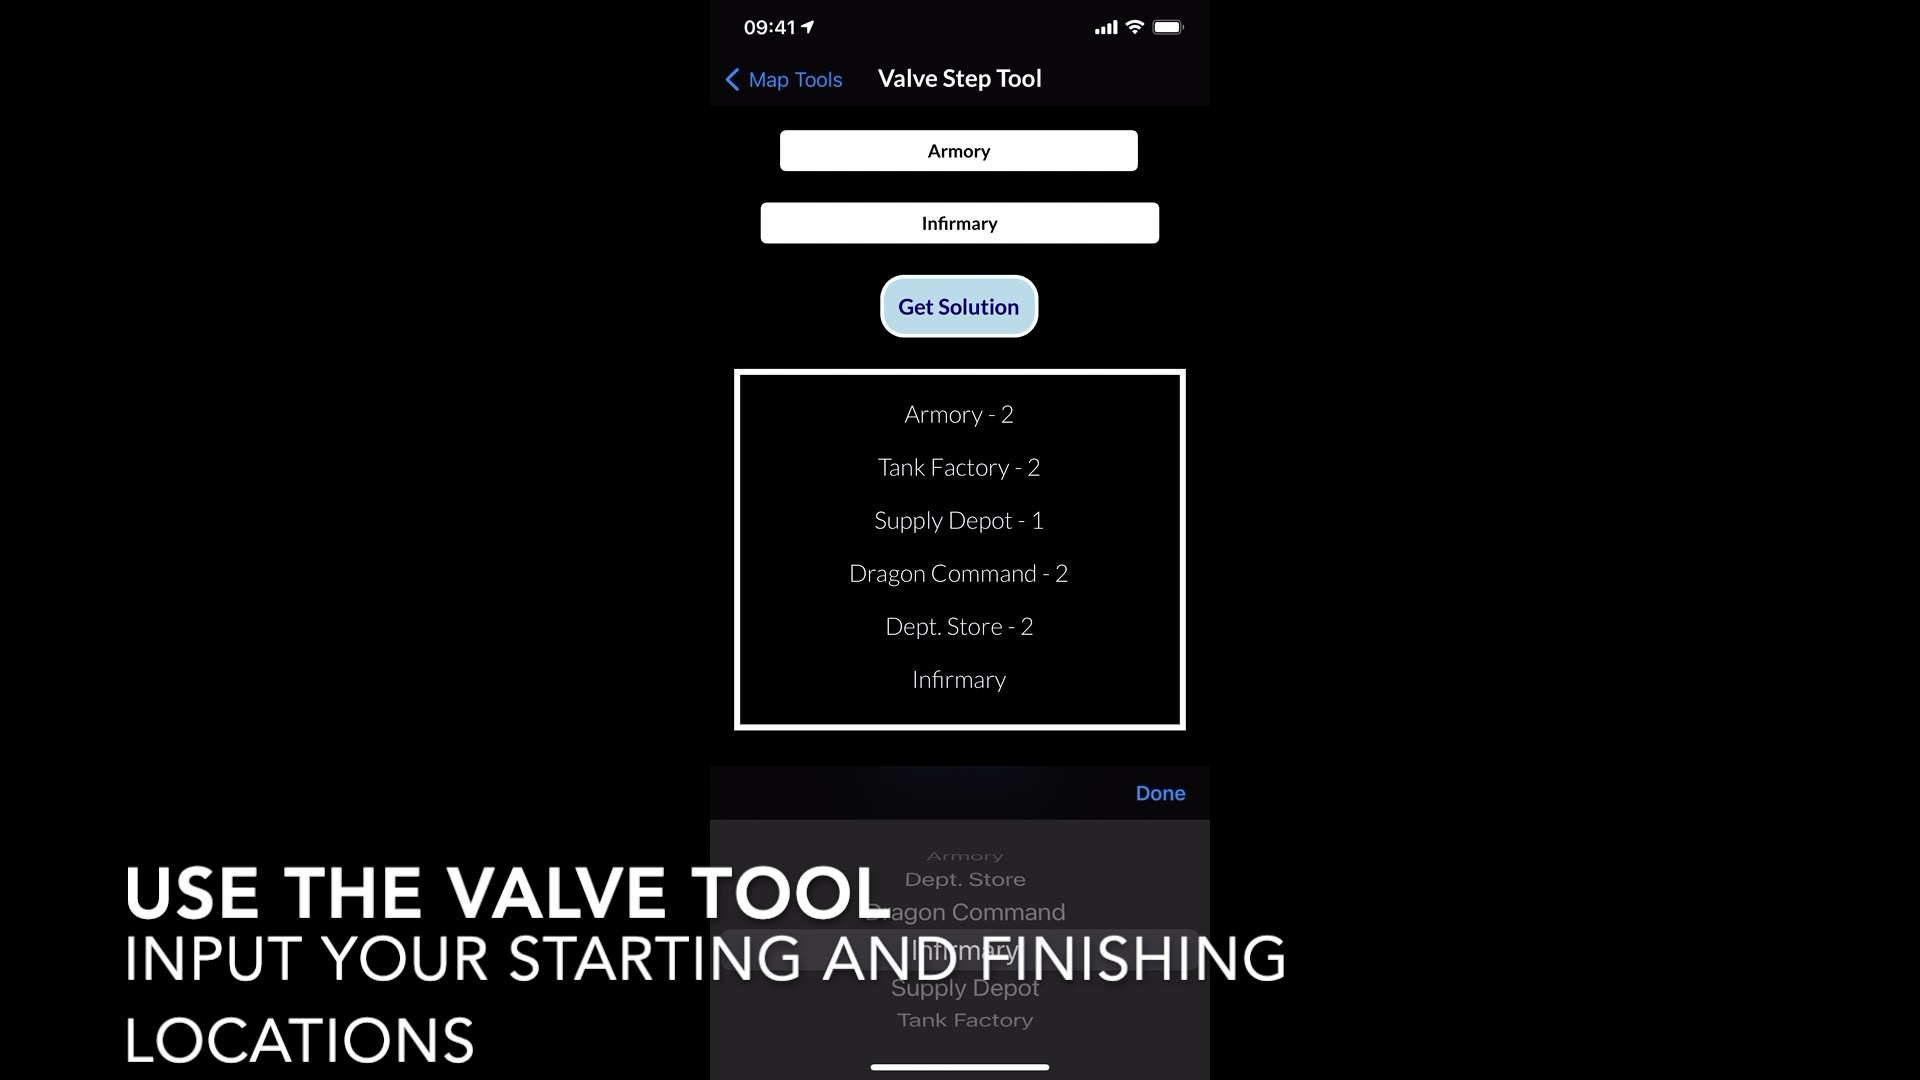 09:41
Map Tools
Valve Step Tool
Armory
Infirmary
Get Solution
Armory - 2
Tank Factory - 2
Supply Depot - 1
Dragon Command - 2
Dept. Store - 2
Infirmary
Done
Armory
Dept. Store
Dragon Command
Infirmary
Supply Depot
Tank Factory
USE THE VALVE TOOL
INPUT YOUR STARTING AND FINISHING
LOCATIONS